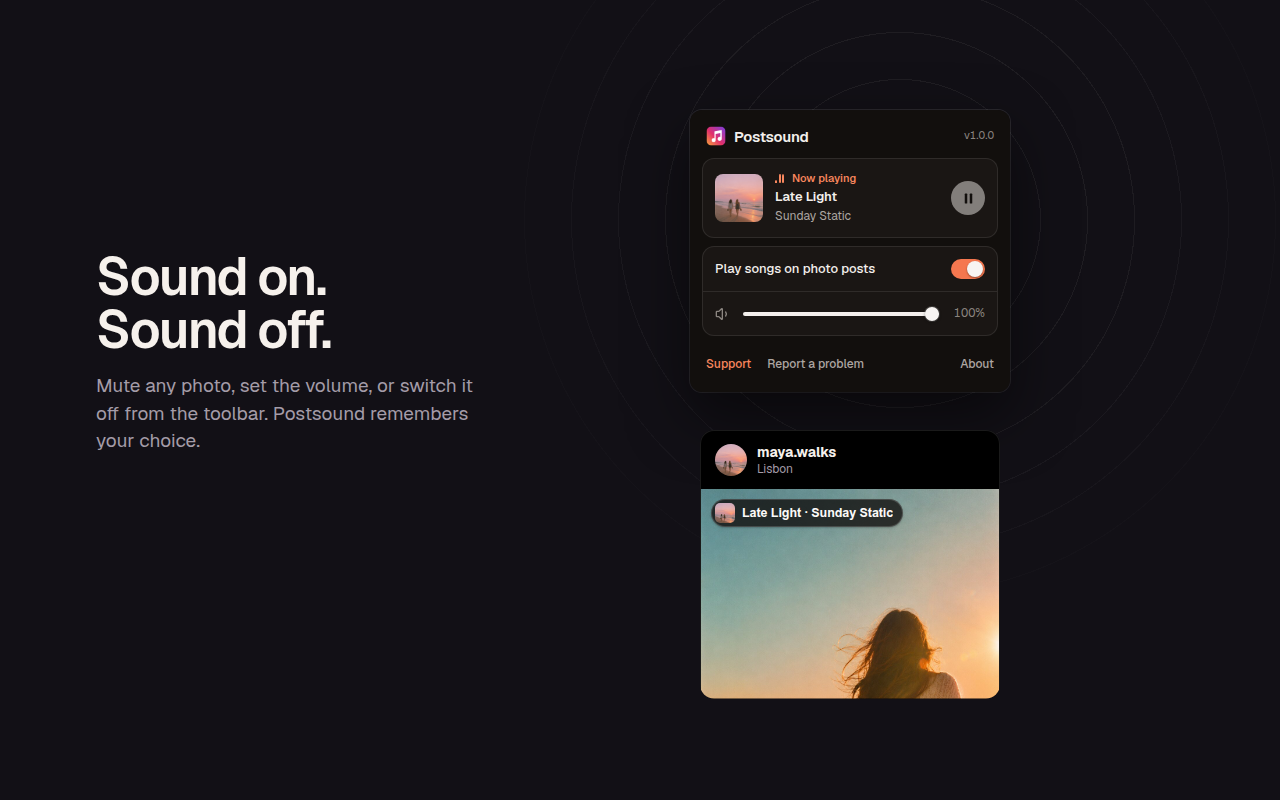 Sound on.
Sound off.
Mute any photo, set the volume, or switch it
off from the toolbar. Postsound remembers
your choice.
Postsound
v1.0.0
Now playing
Late Light
Sunday Static
Play songs on photo posts
100%
Support
Report a problem
About
maya.walks
Lisbon
Late Light · Sunday Static